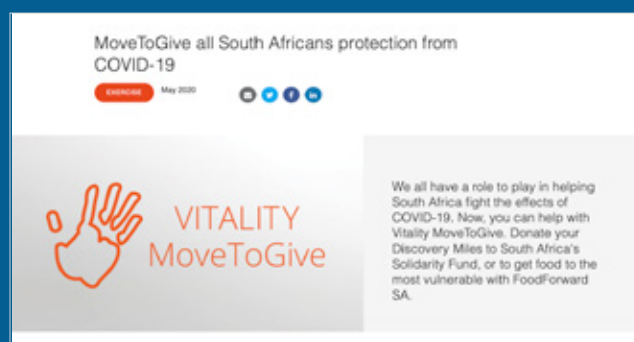 MoveToGive all South Africans protection from
COVID-19
EXERCISE May 2020
VITALITY
MoveToGive
We all have a role to play in helping
South Africa fight the effects of
COVID-19. Now, you can help with
Vitality MoveToGive. Donate your
Discovery Miles to South Africa's
Solidarity Fund, or to get food to the
most vulnerable with FoodForward
SA.